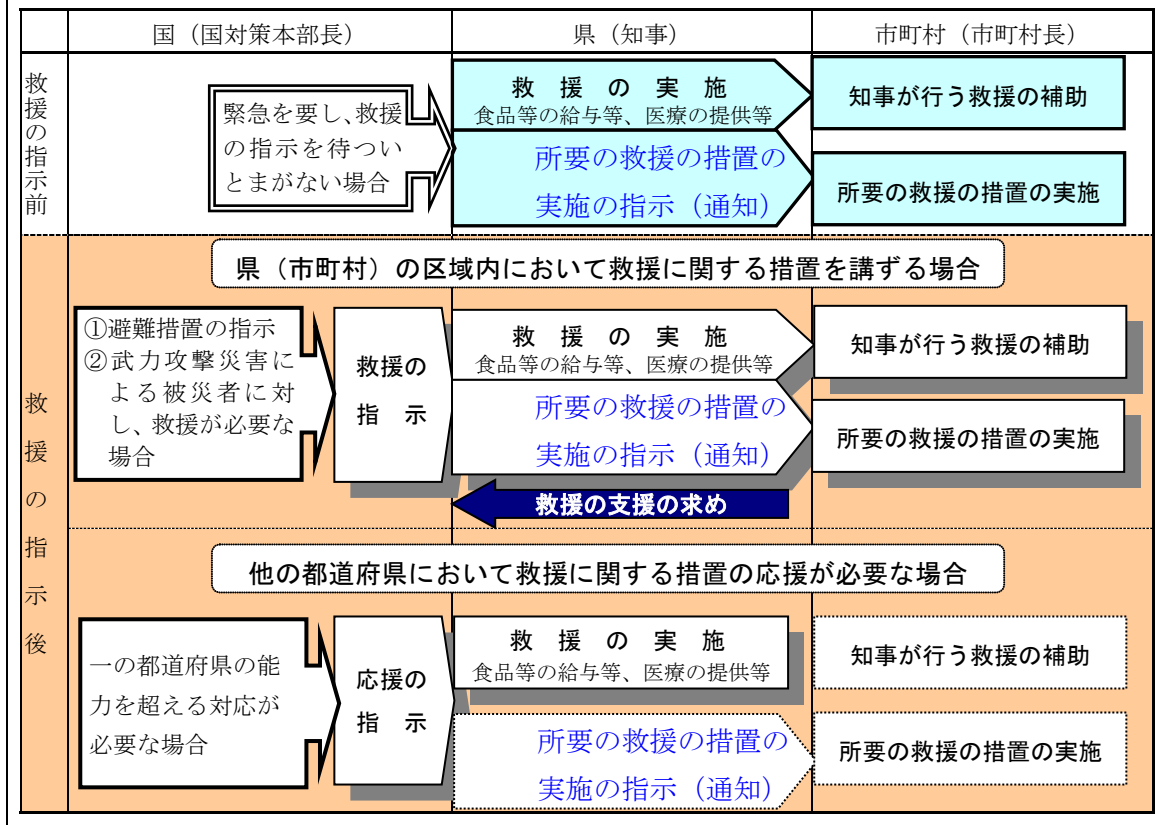 国（国対策本部長）
県（知事）
市町村（市町村長）
救援の指示前
緊急を要し、救援
の指示を待つい
とまがない場合
救援の実施
食品等の給与等、医療の提供等
所要の救援の措置の
実施の指示（通知）
知事が行う救援の補助
所要の救援の措置の実施
救援の指示後
県（市町村）の区域内において救援に関する措置を講ずる場合
①避難措置の指示
②武力攻撃災害に
よる被災者に対
し、救援が必要な
場合
救援の
指示
救援の実施
食品等の給与等、医療の提供等
所要の救援の措置の
実施の指示（通知）
知事が行う救援の補助
所要の救援の措置の実施
救援の支援の求め
他の都道府県において救援に関する措置の応援が必要な場合
一の都道府県の能
力を超える対応が
必要な場合
応援の
指示
救援の実施
食品等の給与等、医療の提供等
所要の救援の措置の
実施の指示（通知）
知事が行う救援の補助
所要の救援の措置の実施